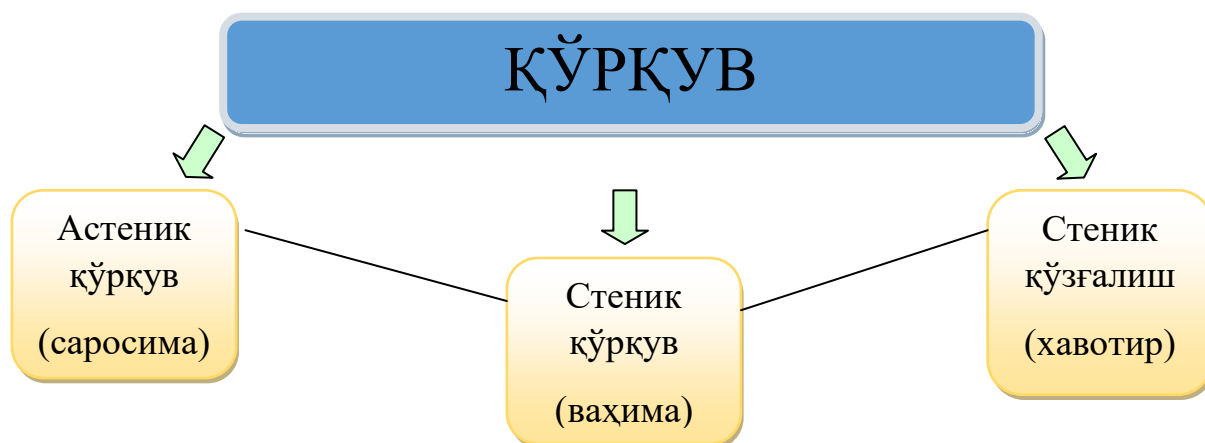 ҚЎРҚУВ
Астеник
қўрқув
(саросима)
Стеник
қўрқув
(ваҳима)
Стеник
қўзғалиш
(хавотир)